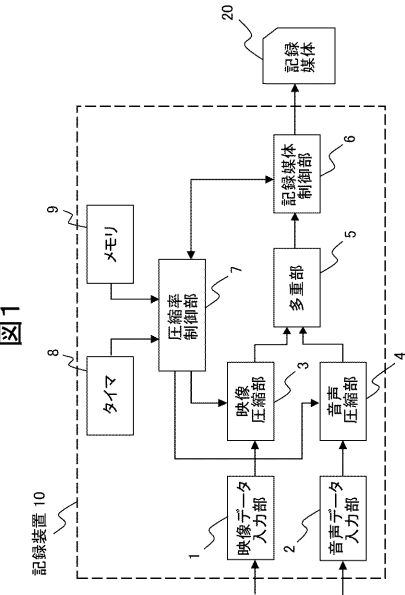 図1
記録装置 10
タイマ
8
メモリ
9
圧縮率
制御部
7
映像データ
入力部
1
映像
圧縮部
3
音声データ
入力部
2
音声
圧縮部
4
多重部
5
記録媒体
制御部
6
記録
媒体
20